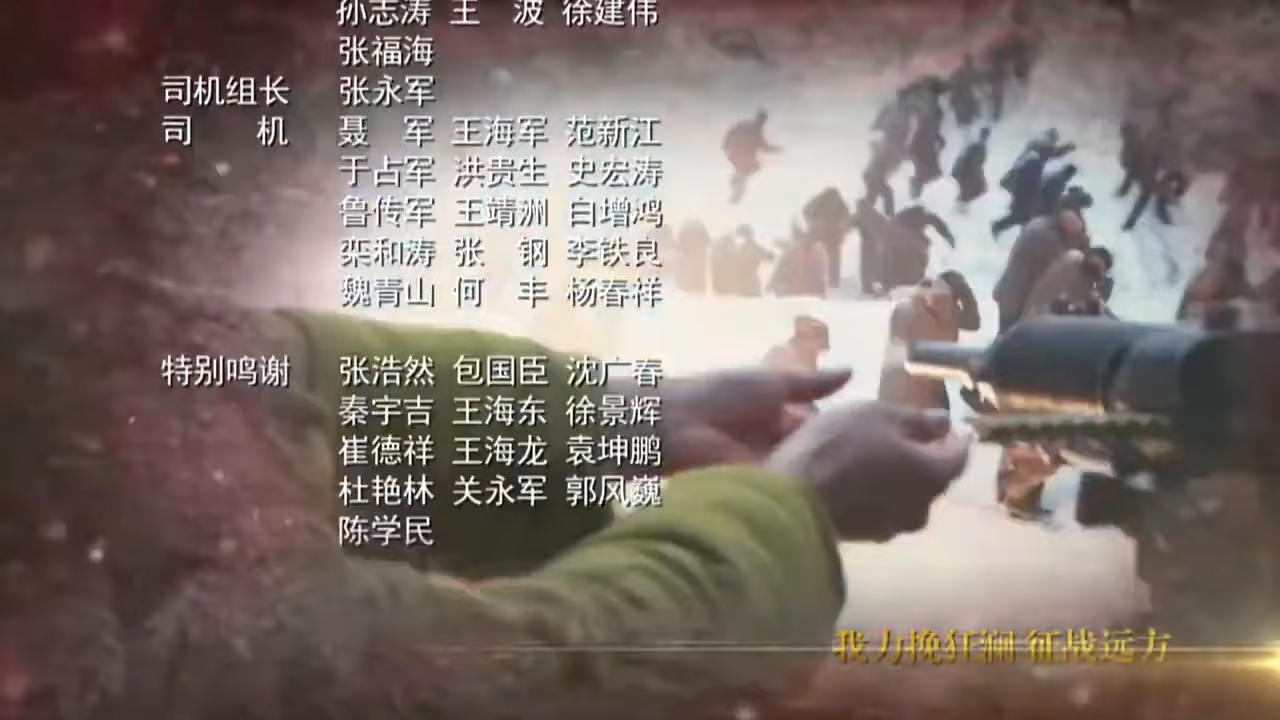 孙志涛 王 波 徐建伟
张福海
司机组长 张永军
司 机 聂 军 王海军 范新江
于占军 洪贵生 史宏涛
鲁传军 王靖洲 白增鸿
栾和涛 张 钢 李铁良
魏青山 何 丰 杨春祥
特别鸣谢 张浩然 包国臣 沈广春
秦宇吉 王海东 徐景辉
崔德祥 王海龙 袁坤鹏
杜艳林 关永军 郭风巍
陈学民
我力挽狂澜 征战远方